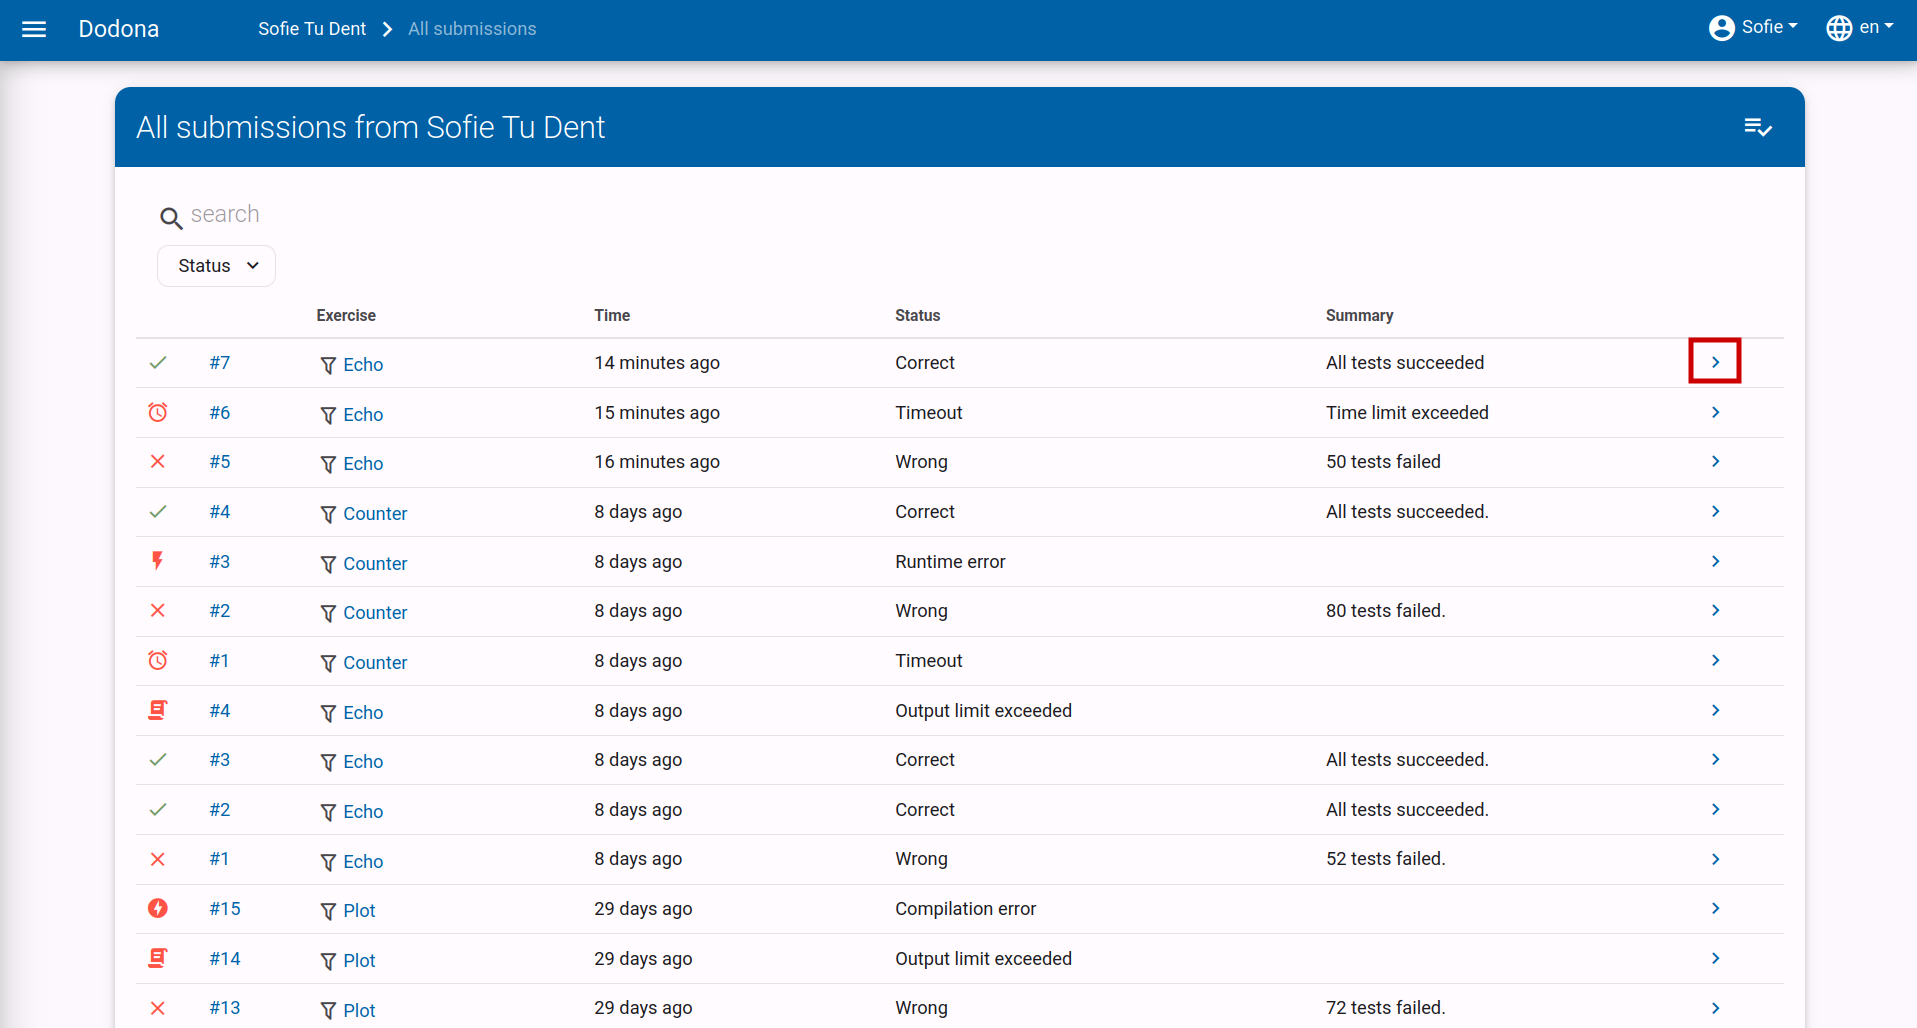 Dodona Sofie Tu Dent All submissions Sofie en
All submissions from Sofie Tu Dent
search
Status
Exercise Time Status Summary
#7 Echo 14 minutes ago Correct All tests succeeded
#6 Echo 15 minutes ago Timeout Time limit exceeded
#5 Echo 16 minutes ago Wrong 50 tests failed
#4 Counter 8 days ago Correct All tests succeeded.
#3 Counter 8 days ago Runtime error
#2 Counter 8 days ago Wrong 80 tests failed.
#1 Counter 8 days ago Timeout
#4 Echo 8 days ago Output limit exceeded
#3 Echo 8 days ago Correct All tests succeeded.
#2 Echo 8 days ago Correct All tests succeeded.
#1 Echo 8 days ago Wrong 52 tests failed.
#15 Plot 29 days ago Compilation error
#14 Plot 29 days ago Output limit exceeded
#13 Plot 29 days ago Wrong 72 tests failed.